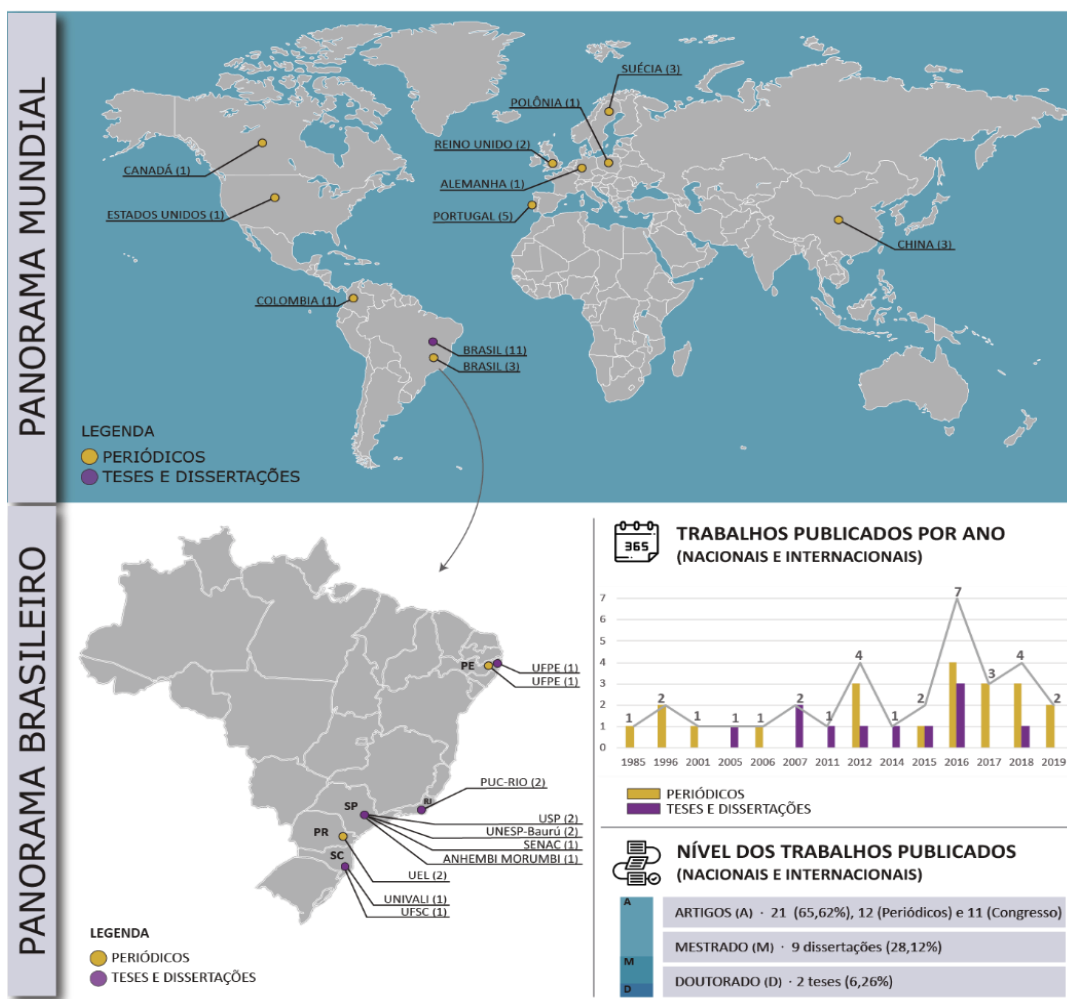 PANORAMA MUNDIAL
SUÉCIA (3)
POLÔNIA (1)
REINO UNIDO (2)
CANADÁ (1)
ALEMANHA (1)
ESTADOS UNIDOS (1)
PORTUGAL (5)
CHINA (3)
COLOMBIA (1)
BRASIL (11)
BRASIL (3)
LEGENDA
PERIÓDICOS
TESES E DISSERTAÇÕES
PANORAMA BRASILEIRO
PE
UFPE (1)
UFPE (1)
RJ
PUC-RIO (2)
SP
USP (2)
UNESP-Baurú (2)
SENAC (1)
ANHEMBI MORUMBI (1)
PR
UEL (2)
SC
UNIVALI (1)
UFSC (1)
LEGENDA
PERIÓDICOS
TESES E DISSERTAÇÕES
365
TRABALHOS PUBLICADOS POR ANO
(NACIONAIS E INTERNACIONAIS)
7
6
5
4
3
2
1
0
1 2 1 1 1 2 1 4 1 2 7 3 4 2
1985 1996 2001 2005 2006 2007 2011 2012 2014 2015 2016 2017 2018 2019
PERIÓDICOS
TESES E DISSERTAÇÕES
NÍVEL DOS TRABALHOS PUBLICADOS
(NACIONAIS E INTERNACIONAIS)
A
ARTIGOS (A) · 21 (65,62%), 12 (Periódicos) e 11 (Congresso)
MESTRADO (M) · 9 dissertações (28,12%)
M
DOUTORADO (D) · 2 teses (6,26%)
D